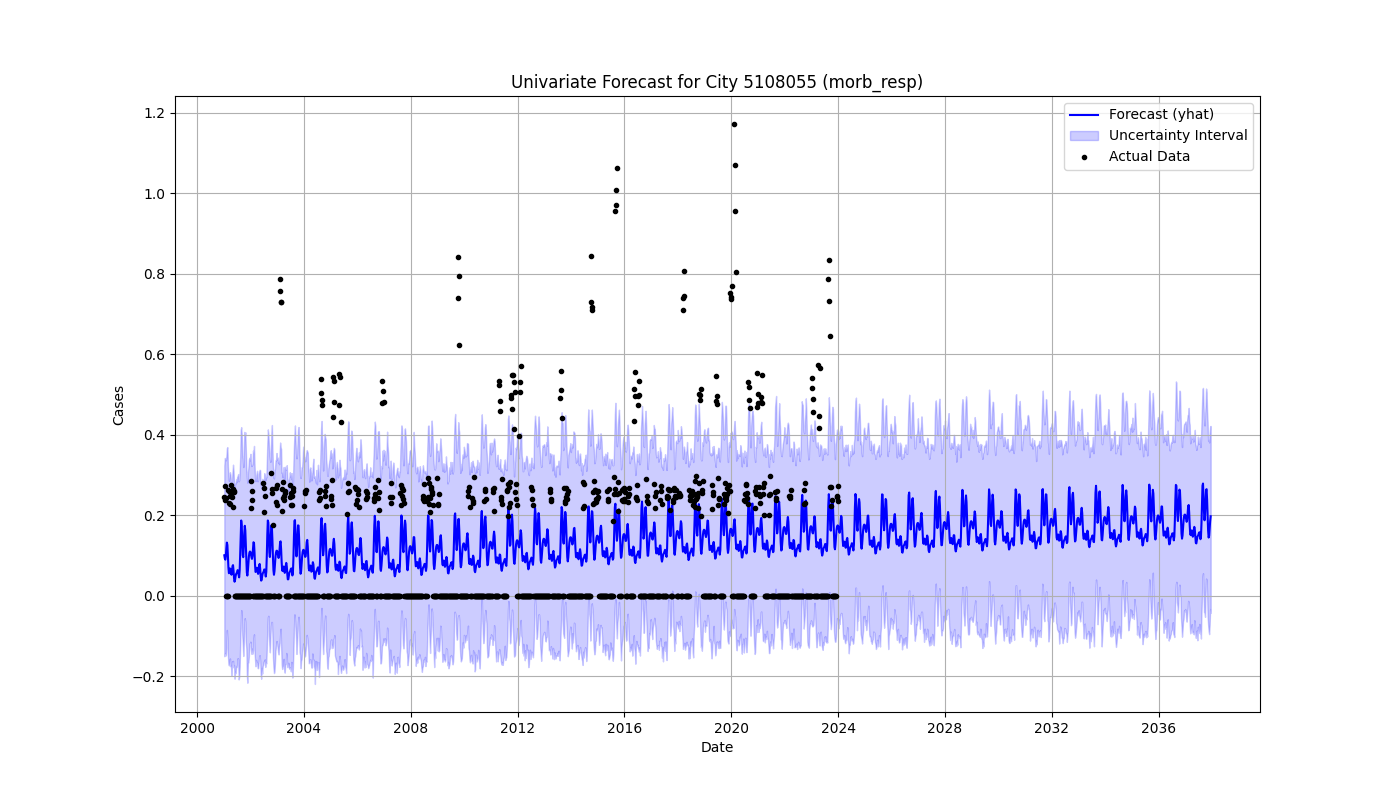 Univariate Forecast for City 5108055 (morb_resp)
Forecast (yhat)
Uncertainty Interval
Actual Data
Cases
1.2
1.0
0.8
0.6
0.4
0.2
0.0
−0.2
2000 2004 2008 2012 2016 2020 2024 2028 2032 2036
Date